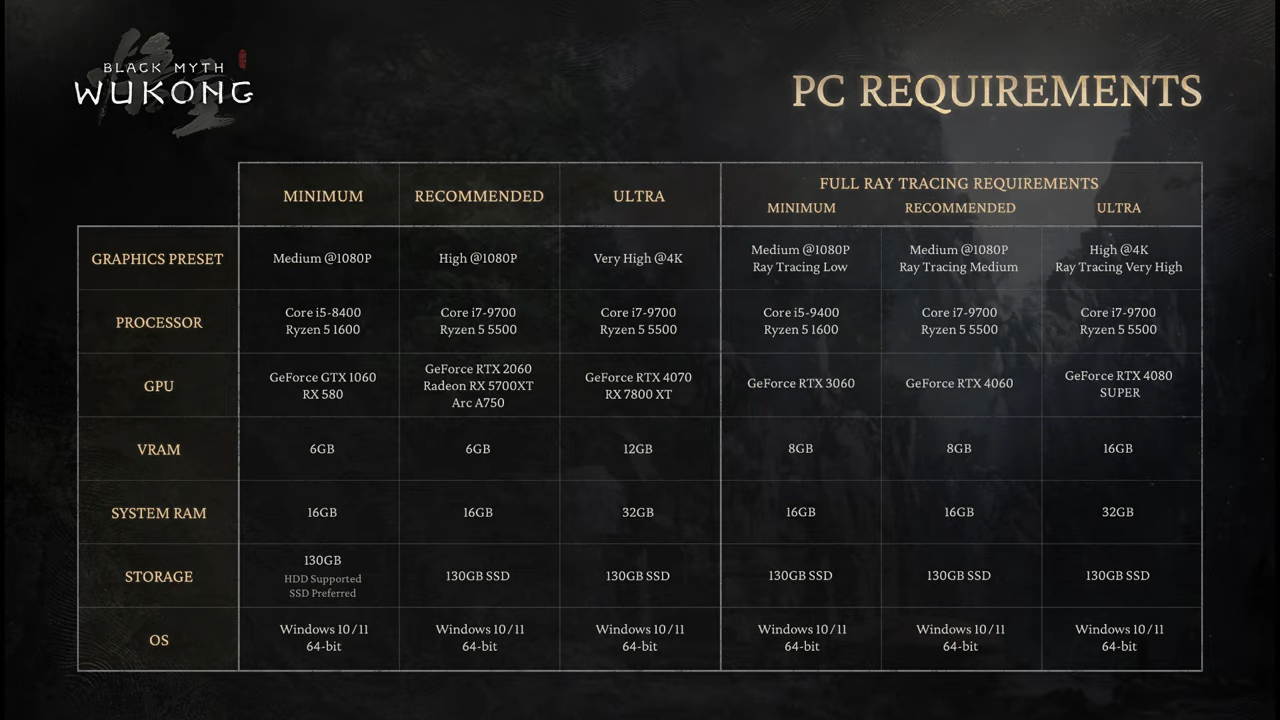 BLACK MYTH
WUKONG
PC REQUIREMENTS
MINIMUM RECOMMENDED ULTRA FULL RAY TRACING REQUIREMENTS
MINIMUM RECOMMENDED ULTRA
GRAPHICS PRESET
Medium @1080P
High @1080P
Very High @4K
Medium @1080P
Ray Tracing Low
Medium @1080P
Ray Tracing Medium
High @4K
Ray Tracing Very High
PROCESSOR
Core i5-8400
Ryzen 5 1600
Core i7-9700
Ryzen 5 5500
Core i7-9700
Ryzen 5 5500
Core i5-9400
Ryzen 5 1600
Core i7-9700
Ryzen 5 5500
Core i7-9700
Ryzen 5 5500
GPU
GeForce GTX 1060
RX 580
GeForce RTX 2060
Radeon RX 5700XT
Arc A750
GeForce RTX 4070
RX 7800 XT
GeForce RTX 3060
GeForce RTX 4060
GeForce RTX 4080
SUPER
VRAM
6GB
6GB
12GB
8GB
8GB
16GB
SYSTEM RAM
16GB
16GB
32GB
16GB
16GB
32GB
STORAGE
130GB
HDD Supported
SSD Preferred
130GB SSD
130GB SSD
130GB SSD
130GB SSD
130GB SSD
OS
Windows 10/11
64-bit
Windows 10/11
64-bit
Windows 10/11
64-bit
Windows 10/11
64-bit
Windows 10/11
64-bit
Windows 10/11
64-bit